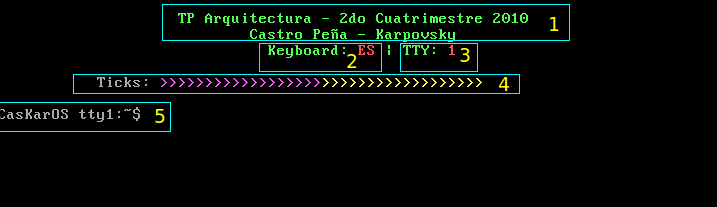 TP Arquitectura - 2do Cuatrimestre 2010 1
Castro Peña - Karpovsky
Keyboard: ES 2 | TTY: 1 3
Ticks: >>>>>>>>>>>>>>>>>>>>>>>>>>>>>>>>>>>> 4
CasKarOS tty1:~$ 5